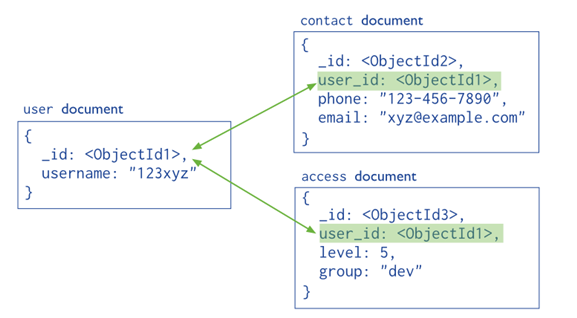 user document
{
_id: <ObjectId1>,
username: "123xyz"
}
contact document
{
_id: <ObjectId2>,
user_id: <ObjectId1>,
phone: "123-456-7890",
email: "xyz@example.com"
}
access document
{
_id: <ObjectId3>,
user_id: <ObjectId1>,
level: 5,
group: "dev"
}